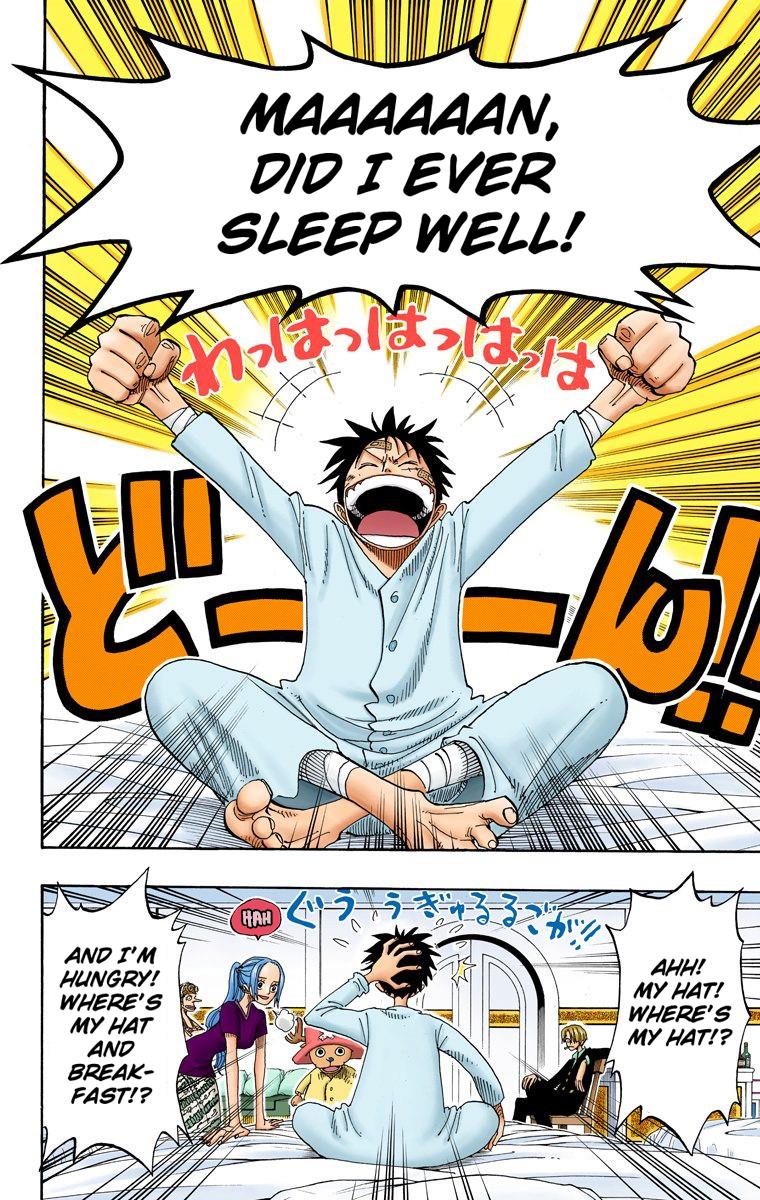 MAAAAAAN,
DID I EVER
SLEEP WELL!
わっはっはっはっは
どーーん!!
AHH!
MY HAT!
WHERE'S
MY HAT!?
ぐううぎゅるるごが!!
HAH
AND I'M
HUNGRY!
WHERE'S
MY HAT
AND
BREAK-
FAST!?